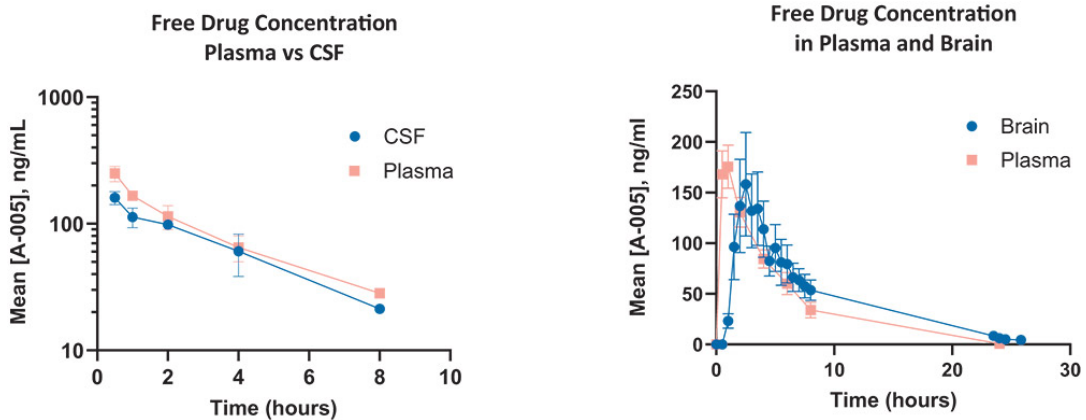 Free Drug Concentration
Plasma vs CSF
Mean [A-005], ng/mL
1000
100
10
CSF
Plasma
0
2
4
6
8
10
Time (hours)
Free Drug Concentration
in Plasma and Brain
Mean [A-005], ng/ml
250
200
150
100
50
0
Brain
Plasma
0
10
20
30
Time (hours)